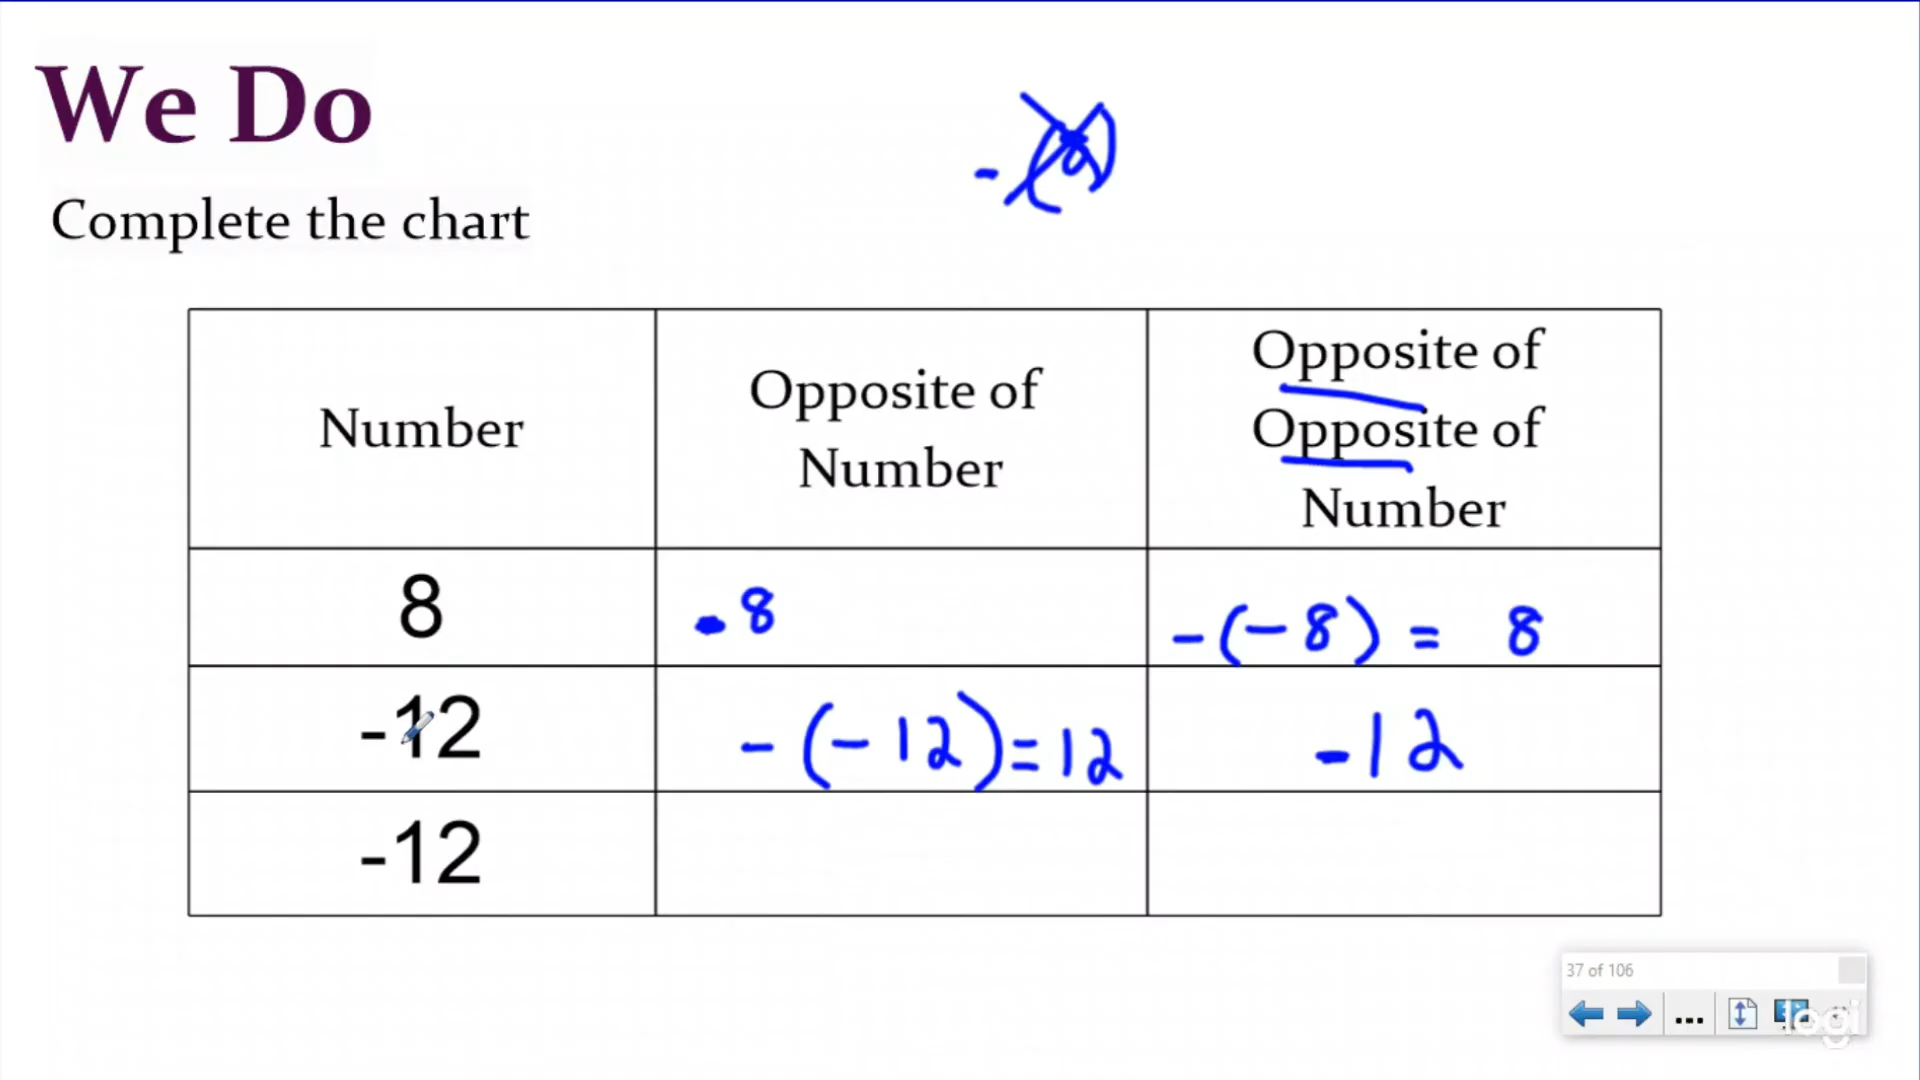 We Do
Complete the chart
Number
Opposite of
Number
Opposite of
Opposite of
Number
8
-8
-(-8) = 8
-12
-(-12)=12
-12
-12
37 of 106
...
logi